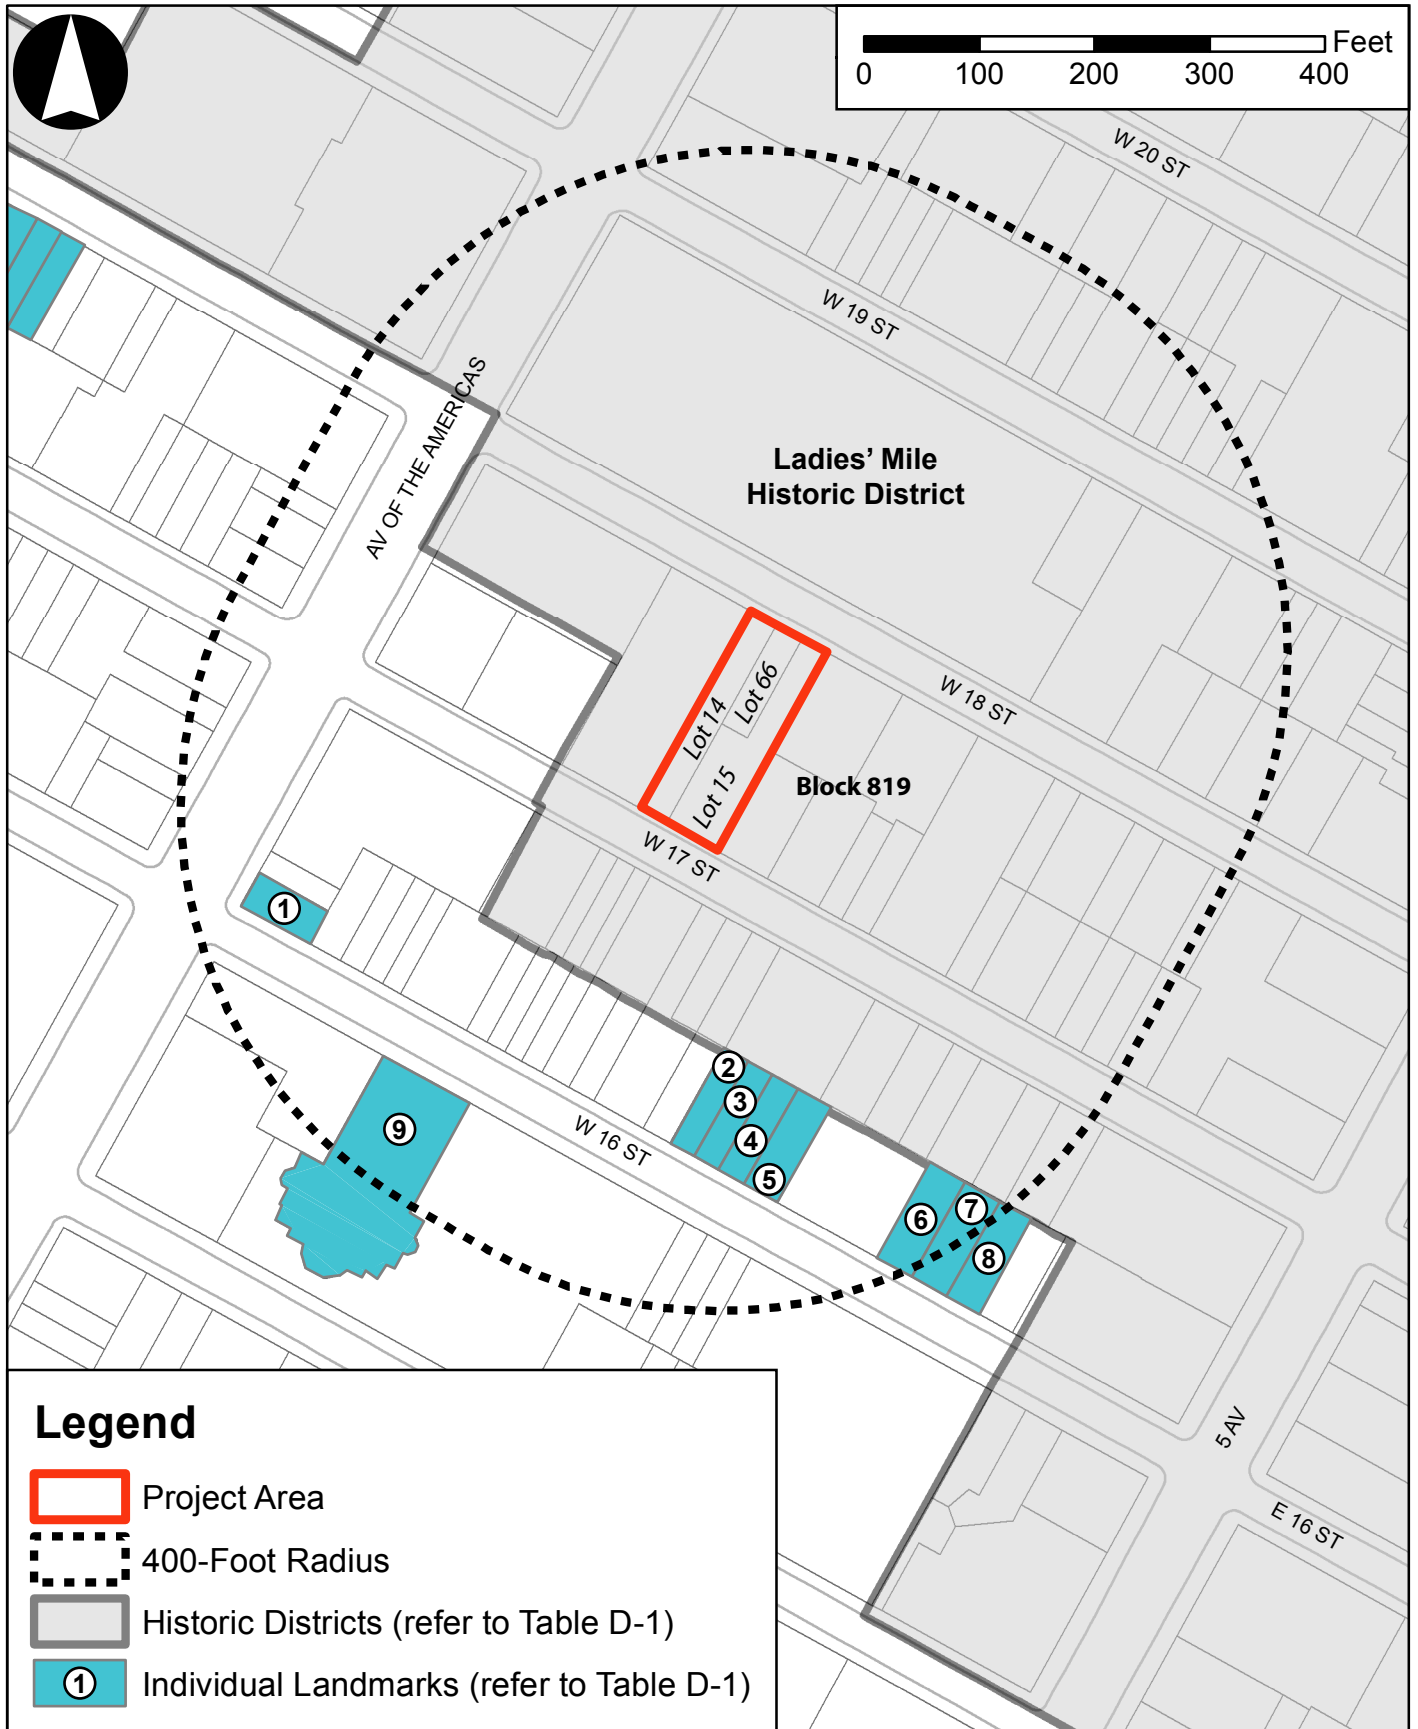 Feet
0 100 200 300 400
W 20 ST
W 19 ST
AV OF THE AMERICAS
Ladies’ Mile
Historic District
W 18 ST
Lot 66
Lot 14
Lot 15
Block 819
W 17 ST
1
2
3
4
5
6
7
8
9
W 16 ST
5 AV
E 16 ST
Legend
Project Area
400-Foot Radius
Historic Districts (refer to Table D-1)
1 Individual Landmarks (refer to Table D-1)